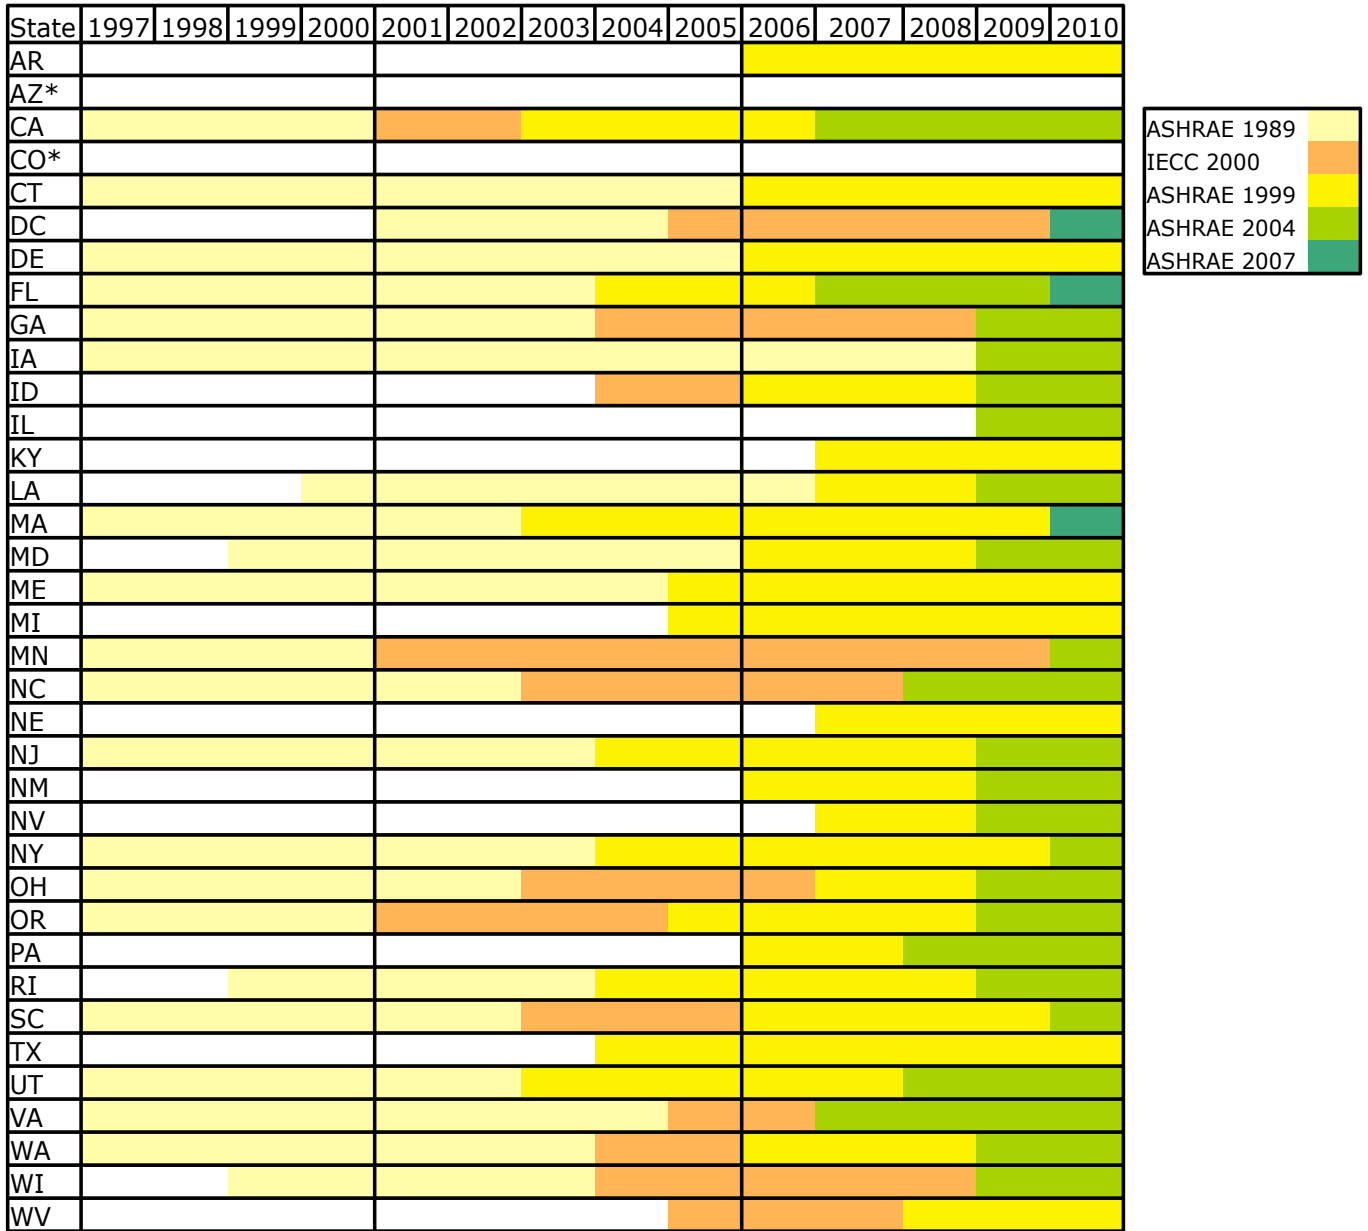 State 1997 1998 1999 2000 2001 2002 2003 2004 2005 2006 2007 2008 2009 2010
AR
AZ*
CA
CO*
CT
DC
DE
FL
GA
IA
ID
IL
KY
LA
MA
MD
ME
MI
MN
NC
NE
NJ
NM
NV
NY
OH
OR
PA
RI
SC
TX
UT
VA
WA
WI
WV
ASHRAE 1989
IECC 2000
ASHRAE 1999
ASHRAE 2004
ASHRAE 2007